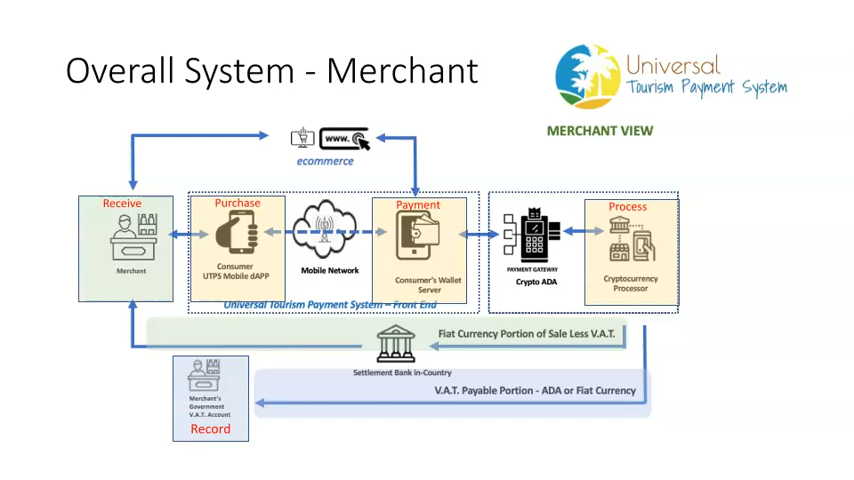 Overall System - Merchant
Universal
Tourism Payment System
MERCHANT VIEW
www.
ecommerce
Receive
Purchase
Payment
Process
Merchant
Consumer
UTPS Mobile dAPP
Mobile Network
Consumer's Wallet
Server
PAYMENT GATEWAY
Crypto ADA
Cryptocurrency
Processor
Universal Tourism Payment System – Front End
Fiat Currency Portion of Sale Less V.A.T.
Settlement Bank in-Country
V.A.T. Payable Portion - ADA or Fiat Currency
Merchant's
Government
V.A.T. Account
Record